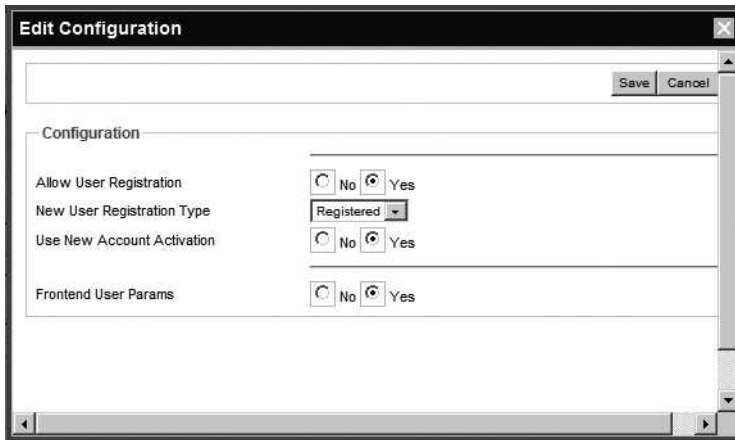 Edit Configuration
Save Cancel
Configuration
Allow User Registration No Yes
New User Registration Type Registered
Use New Account Activation No Yes
Frontend User Params No Yes